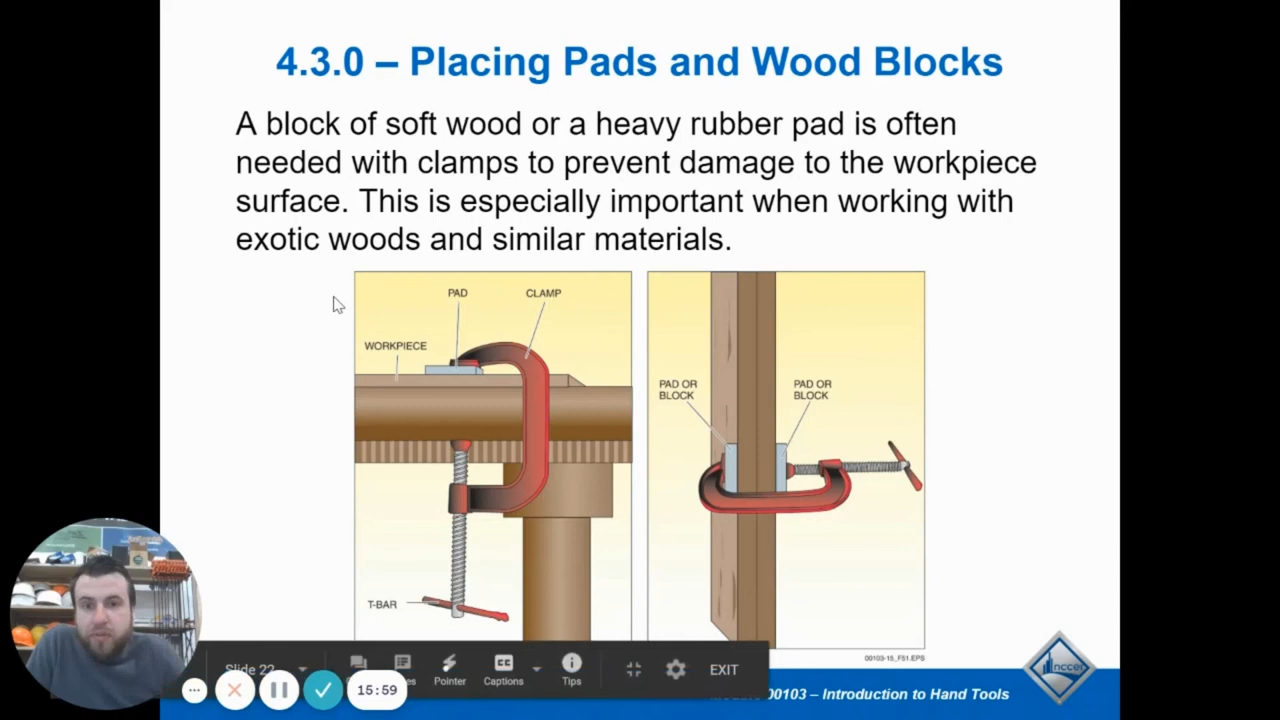 4.3.0 – Placing Pads and Wood Blocks
A block of soft wood or a heavy rubber pad is often
needed with clamps to prevent damage to the workpiece
surface. This is especially important when working with
exotic woods and similar materials.
PAD CLAMP
WORKPIECE
T-BAR
PAD OR
BLOCK
PAD OR
BLOCK
00103-15_F51.EPS
Slide 22
Pointer Captions Tips EXIT
15:59
00103 – Introduction to Hand Tools
nccer